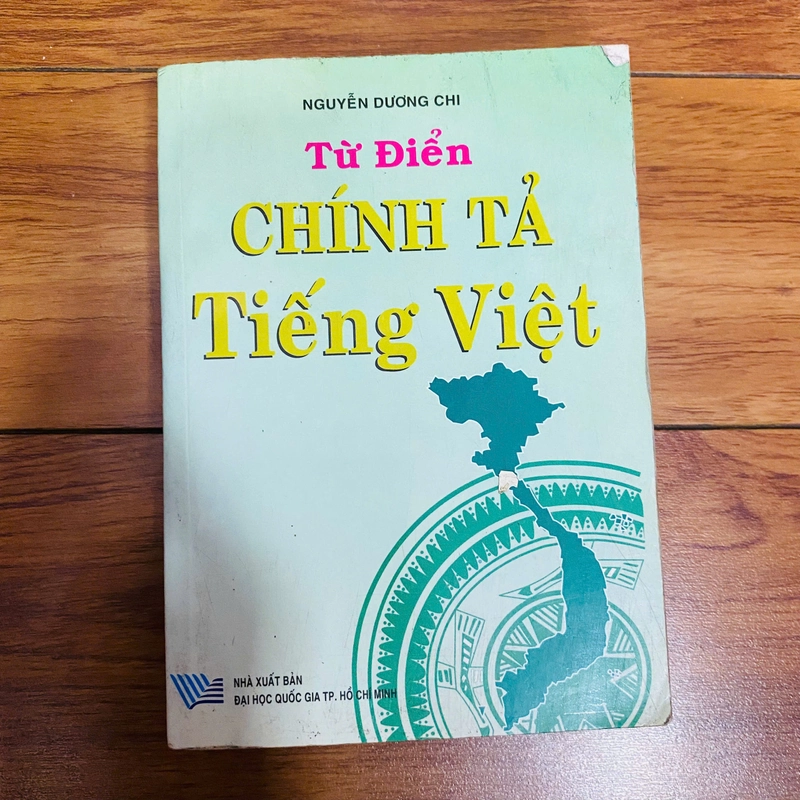 NGUYỄN DƯƠNG CHI
Từ Điển
CHÍNH TẢ
Tiếng Việt
NHÀ XUẤT BẢN
ĐẠI HỌC QUỐC GIA TP. HỒ CHÍ MINH